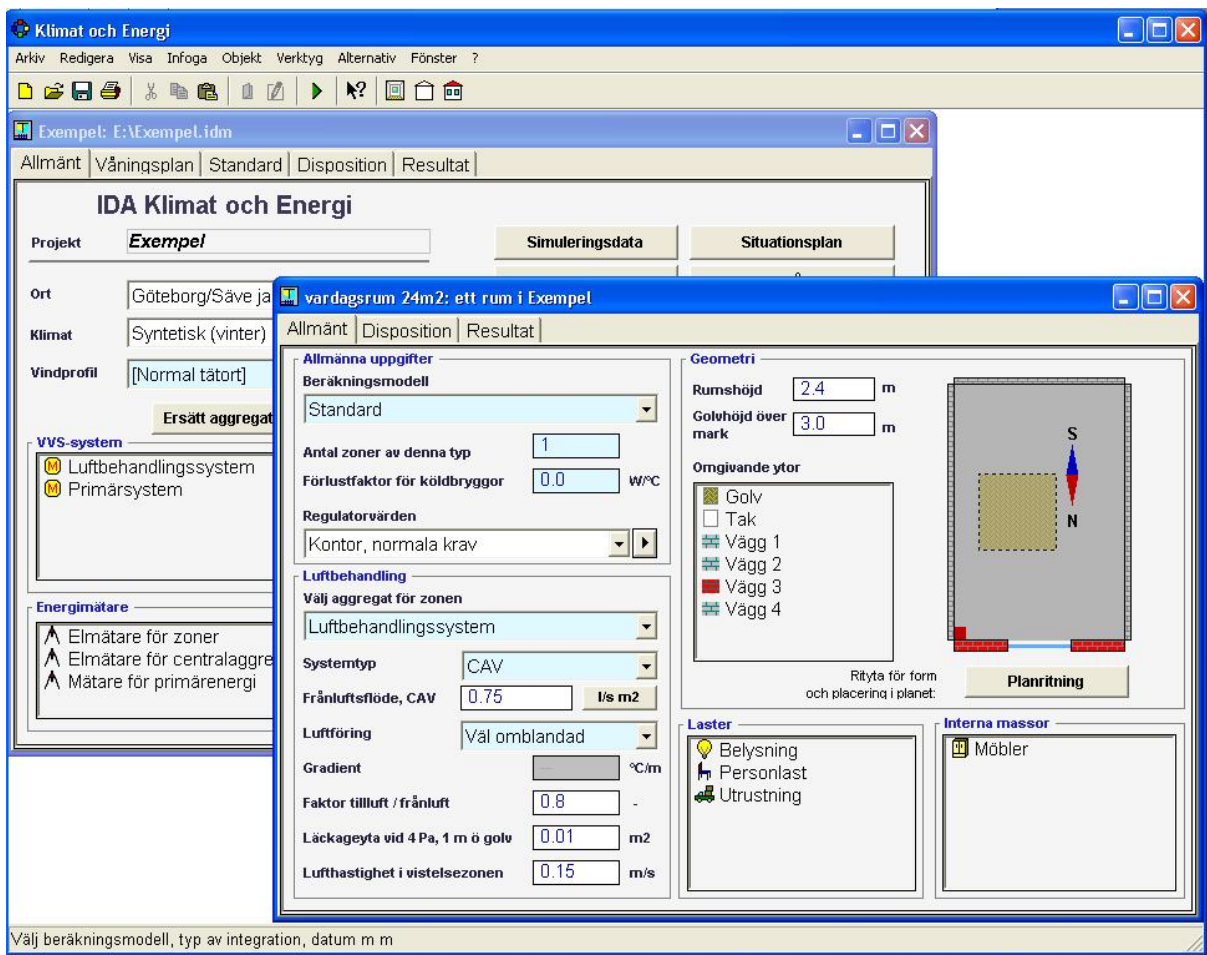 Klimat och Energi
Arkiv Redigera Visa Infoga Objekt Verktyg Alternativ Fönster ?
Exempel: E:\Exempel.idm
Allmänt Våningsplan Standard Disposition Resultat
IDA Klimat och Energi
Projekt Exempel
Simuleringsdata Situationsplan
Ort Göteborg/Säve ja
Klimat Syntetisk (vinter)
Vindprofil [Normal tätort]
Ersätt aggregat
VVS-system
Luftbehandlingssystem
Primärsystem
Energimätare
Elmätare för zoner
Elmätare för centralaggre
Mätare för primärenergi
vardagsrum 24m2: ett rum i Exempel
Allmänt Disposition Resultat
Allmänna uppgifter
Beräkningsmodell
Standard
Antal zoner av denna typ 1
Förlustfaktor för köldbryggor 0.0 W/°C
Regulatorvärden
Kontor, normala krav
Luftbehandling
Välj aggregat för zonen
Luftbehandlingssystem
Systemtyp CAV
Frånluftsflöde, CAV 0.75 l/s m2
Luftföring Väl omblandad
Gradient °C/m
Faktor tillluft / frånluft 0.8 -
Läckageyta vid 4 Pa, 1 m ö golv 0.01 m2
Lufthastighet i vistelsezonen 0.15 m/s
Geometri
Rumshöjd 2.4 m
Golvhöjd över mark 3.0 m
Omgivande ytor
Golv
Tak
Vägg 1
Vägg 2
Vägg 3
Vägg 4
S
N
Rityta för form
och placering i planet:
Planritning
Laster
Belysning
Personlast
Utrustning
Interna massor
Möbler
Välj beräkningsmodell, typ av integration, datum m m